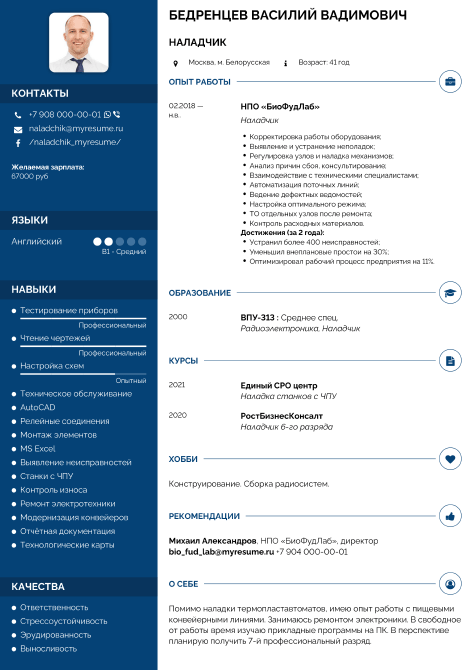 КОНТАКТЫ
+7 908 000-00-01
naladchik@myresume.ru
/naladchik_myresume/
Желаемая зарплата:
67000 руб
ЯЗЫКИ
Английский
B1 - Средний
НАВЫКИ
Тестирование приборов
Профессиональный
Чтение чертежей
Профессиональный
Настройка схем
Опытный
Техническое обслуживание
AutoCAD
Релейные соединения
Монтаж элементов
MS Excel
Выявление неисправностей
Станки с ЧПУ
Контроль износа
Ремонт электротехники
Модернизация конвейеров
Отчётная документация
Технологические карты
КАЧЕСТВА
Ответственность
Стрессоустойчивость
Эрудированность
Выносливость
БЕДРЕНЦЕВ ВАСИЛИЙ ВАДИМОВИЧ
НАЛАДЧИК
Москва, м. Белорусская Возраст: 41 год
ОПЫТ РАБОТЫ
02.2018 — НПО «БиоФудЛаб»
н.в.
Наладчик
Корректировка работы оборудования;
Выявление и устранение неполадок;
Регулировка узлов и наладка механизмов;
Анализ причин сбоя, консультирование;
Взаимодействие с техническими специалистами;
Автоматизация поточных линий;
Ведение дефектных ведомостей;
Настройка оптимального режима;
ТО отдельных узлов после ремонта;
Контроль расходных материалов.
Достижения (за 2 года):
Устранил более 400 неисправностей;
Уменьшил внеплановые простои на 30%;
Оптимизировал рабочий процесс предприятия на 11%.
ОБРАЗОВАНИЕ
2000 ВПУ-313 : Среднее спец.
Радиоэлектроника, Наладчик
КУРСЫ
2021 Единый СРО центр
Наладка станков с ЧПУ
2020 РостБизнесКонсалт
Наладчик 6-го разряда
ХОББИ
Конструирование. Сборка радиосистем.
РЕКОМЕНДАЦИИ
Михаил Александров, НПО «БиоФудЛаб», директор
bio_fud_lab@myresume.ru +7 904 000-00-01
О СЕБЕ
Помимо наладки термопластавтоматов, имею опыт работы с пищевыми
конвейерными линиями. Занимаюсь ремонтом электроники. В свободное
от работы время изучаю прикладные программы на ПК. В перспективе
планирую получить 7-й профессиональный разряд.